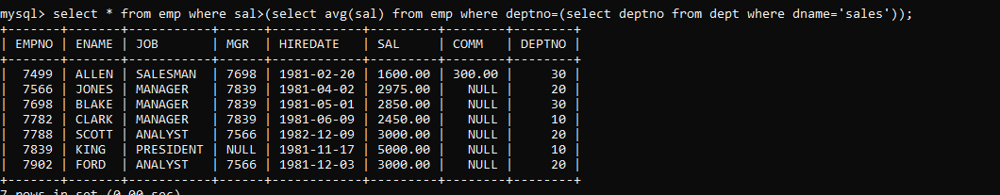 mysql> select * from emp where sal>(select avg(sal) from emp where deptno=(select deptno from dept where dname='sales'));
+-------+-------+-----------+------+------------+---------+--------+--------+
| EMPNO | ENAME | JOB       | MGR  | HIREDATE   | SAL     | COMM   | DEPTNO |
+-------+-------+-----------+------+------------+---------+--------+--------+
|  7499 | ALLEN | SALESMAN  | 7698 | 1981-02-20 | 1600.00 | 300.00 |     30 |
|  7566 | JONES | MANAGER   | 7839 | 1981-04-02 | 2975.00 |   NULL |     20 |
|  7698 | BLAKE | MANAGER   | 7839 | 1981-05-01 | 2850.00 |   NULL |     30 |
|  7782 | CLARK | MANAGER   | 7839 | 1981-06-09 | 2450.00 |   NULL |     10 |
|  7788 | SCOTT | ANALYST   | 7566 | 1982-12-09 | 3000.00 |   NULL |     20 |
|  7839 | KING  | PRESIDENT | NULL | 1981-11-17 | 5000.00 |   NULL |     10 |
|  7902 | FORD  | ANALYST   | 7566 | 1981-12-03 | 3000.00 |   NULL |     20 |
+-------+-------+-----------+------+------------+---------+--------+--------+
7 rows in set (0.00 sec)